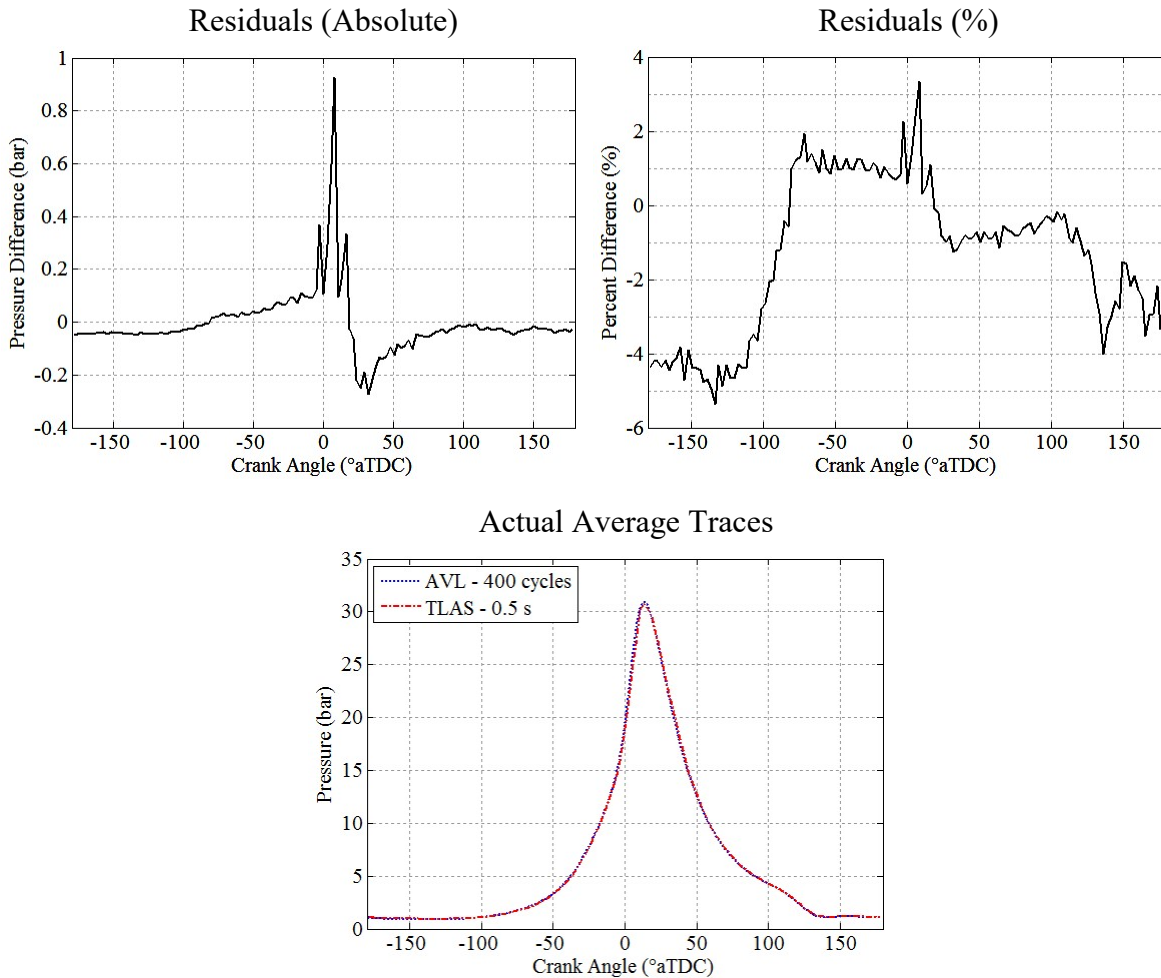 Residuals (Absolute)
Pressure Difference (bar)
1
0.8
0.6
0.4
0.2
0
-0.2
-0.4
-150 -100 -50 0 50 100 150
Crank Angle (°aTDC)
Residuals (%)
Percent Difference (%)
4
2
0
-2
-4
-6
-150 -100 -50 0 50 100 150
Crank Angle (°aTDC)
Actual Average Traces
Pressure (bar)
35
30
25
20
15
10
5
0
AVL - 400 cycles
TLAS - 0.5 s
-150 -100 -50 0 50 100 150
Crank Angle (°aTDC)